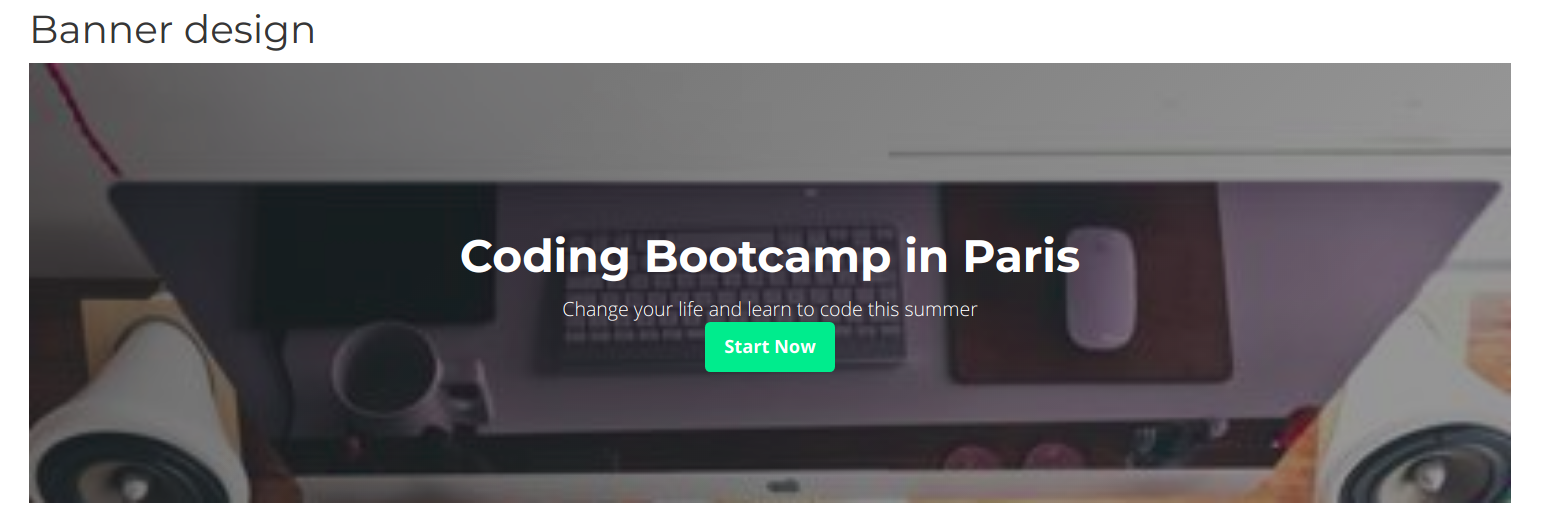 Banner design
Coding Bootcamp in Paris
Change your life and learn to code this summer
Start Now